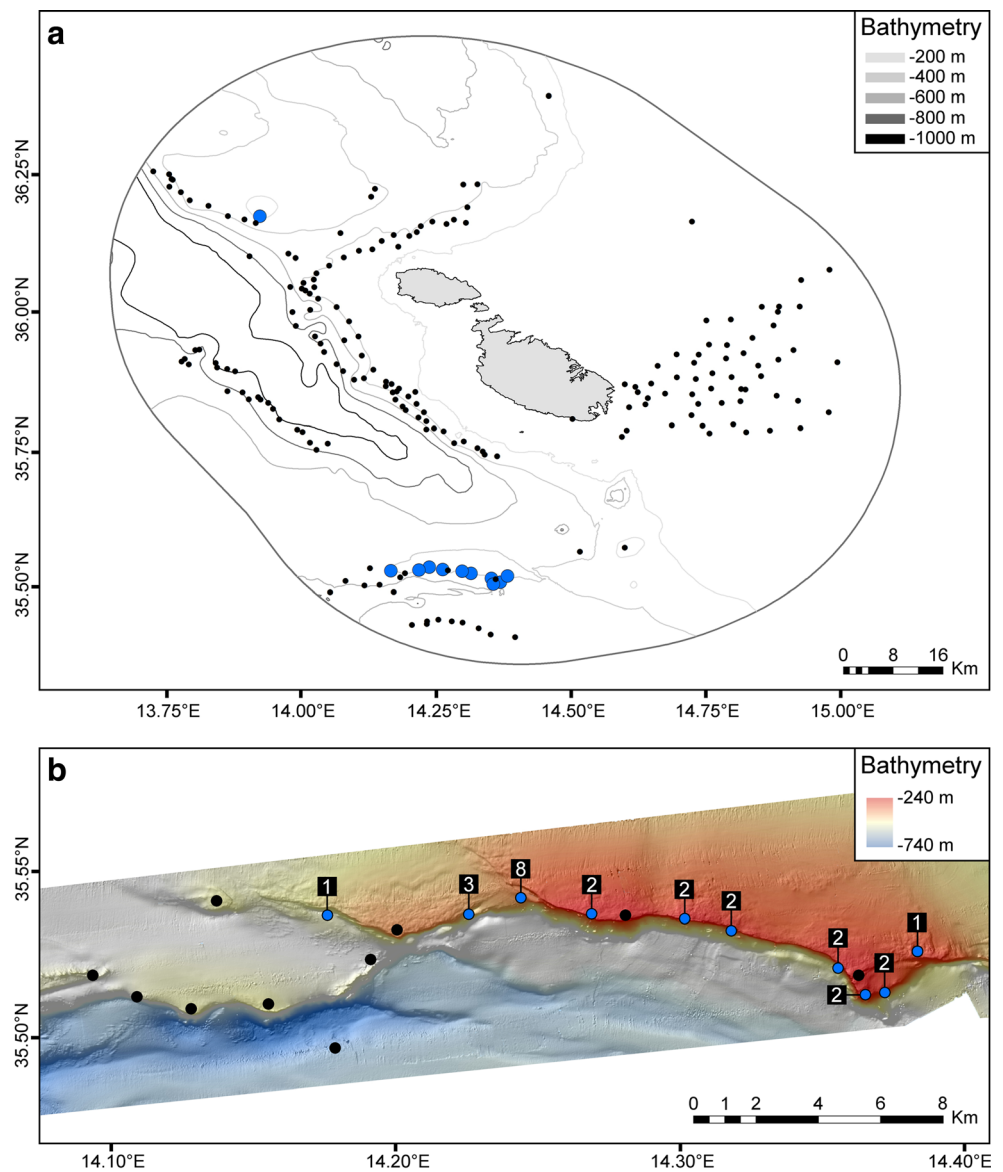 a
Bathymetry
-200 m
-400 m
-600 m
-800 m
-1000 m
36.25°N
36.00°N
35.75°N
35.50°N
0 8 16 Km
13.75°E 14.00°E 14.25°E 14.50°E 14.75°E 15.00°E
b
Bathymetry
-240 m
-740 m
35.55°N
35.50°N
1 3 8 2 2 2 2 2 2 1
0 1 2 4 6 8 Km
14.10°E 14.20°E 14.30°E 14.40°E